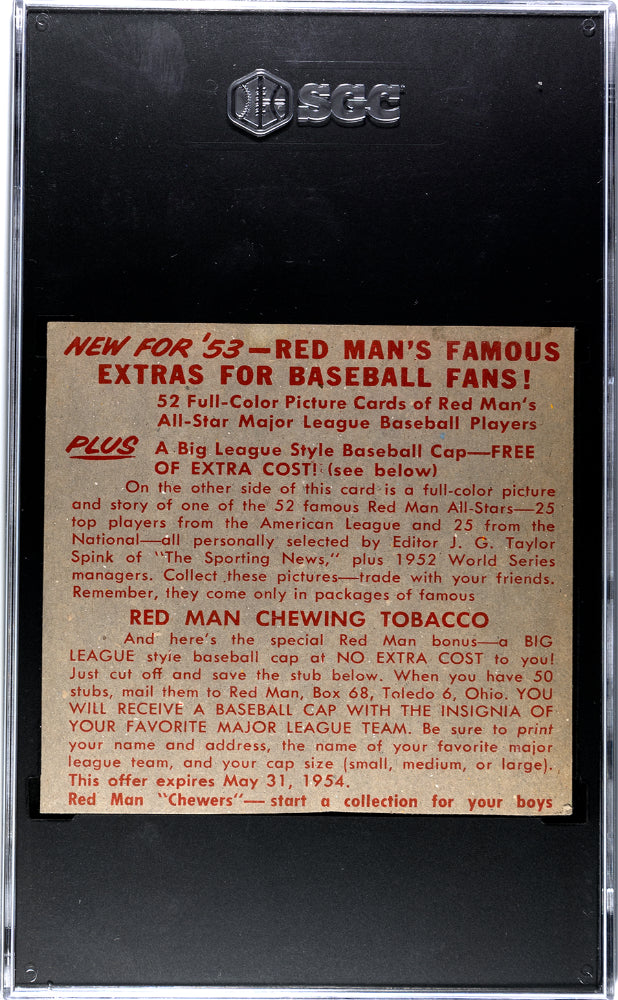 SGC
NEW FOR '53—RED MAN'S FAMOUS
EXTRAS FOR BASEBALL FANS!
52 Full-Color Picture Cards of Red Man's
All-Star Major League Baseball Players
PLUS A Big League Style Baseball Cap—FREE
OF EXTRA COST! (see below)
On the other side of this card is a full-color picture
and story of one of the 52 famous Red Man All-Stars—25
top players from the American League and 25 from the
National—all personally selected by Editor J. G. Taylor
Spink of "The Sporting News," plus 1952 World Series
managers. Collect these pictures—trade with your friends.
Remember, they come only in packages of famous
RED MAN CHEWING TOBACCO
And here's the special Red Man bonus—a BIG
LEAGUE style baseball cap at NO EXTRA COST to you!
Just cut off and save the stub below. When you have 50
stubs, mail them to Red Man, Box 68, Toledo 6, Ohio. YOU
WILL RECEIVE A BASEBALL CAP WITH THE INSIGNIA OF
YOUR FAVORITE MAJOR LEAGUE TEAM. Be sure to print
your name and address, the name of your favorite major
league team, and your cap size (small, medium, or large).
This offer expires May 31, 1954.
Red Man "Chewers"—start a collection for your boys